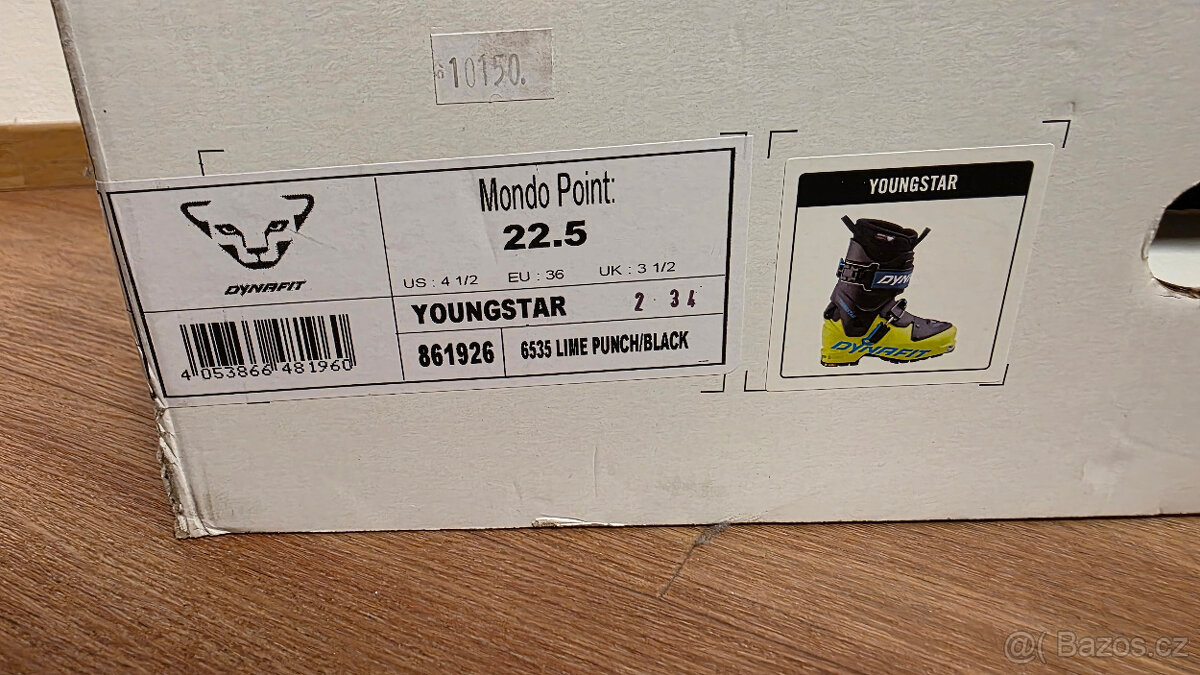 10150.
Mondo Point:
22.5
US : 4 1/2 EU : 36 UK : 3 1/2
DYNAFIT
YOUNGSTAR 2 34
861926 6535 LIME PUNCH/BLACK
4 053866 481960
YOUNGSTAR
DYNA
DYNAFIT
@( Bazos.cz